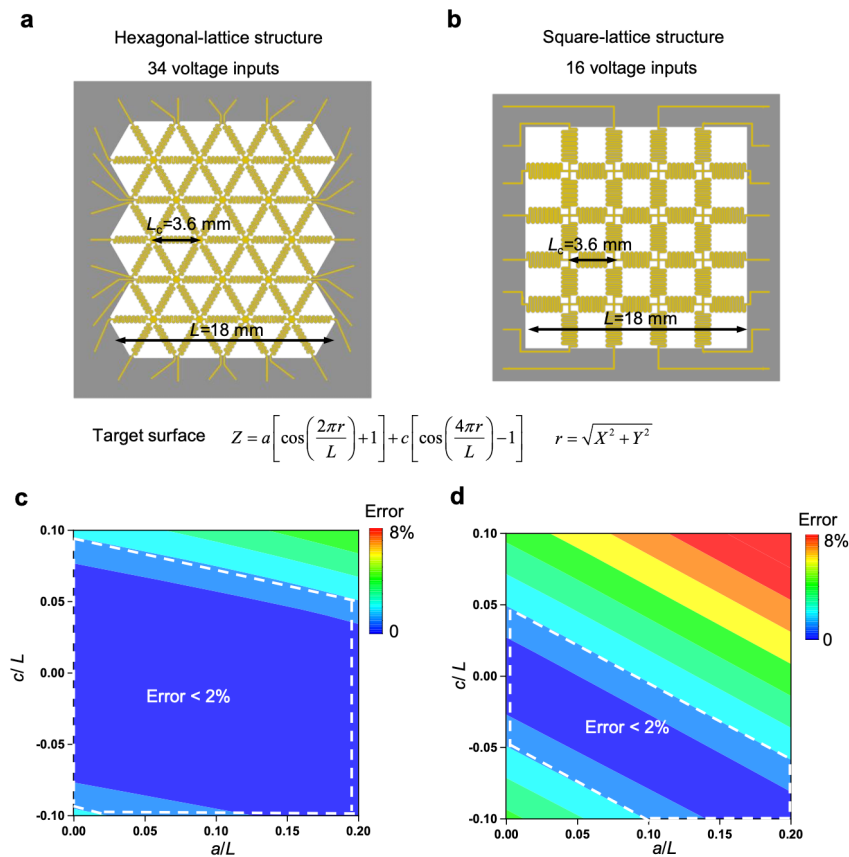 a
Hexagonal-lattice structure
34 voltage inputs
L_c=3.6 mm
L=18 mm
b
Square-lattice structure
16 voltage inputs
L_c=3.6 mm
L=18 mm
Target surface Z = a[cos(2πr/L)+1]+c[cos(4πr/L)−1] r = √(X²+Y²)
c
Error
8%
0
0.10
0.05
0.00
-0.05
-0.10
c/ L
Error < 2%
0.00 0.05 0.10 0.15 0.20
a/L
d
Error
8%
0
0.10
0.05
0.00
-0.05
-0.10
c/ L
Error < 2%
0.00 0.05 0.10 0.15 0.20
a/L